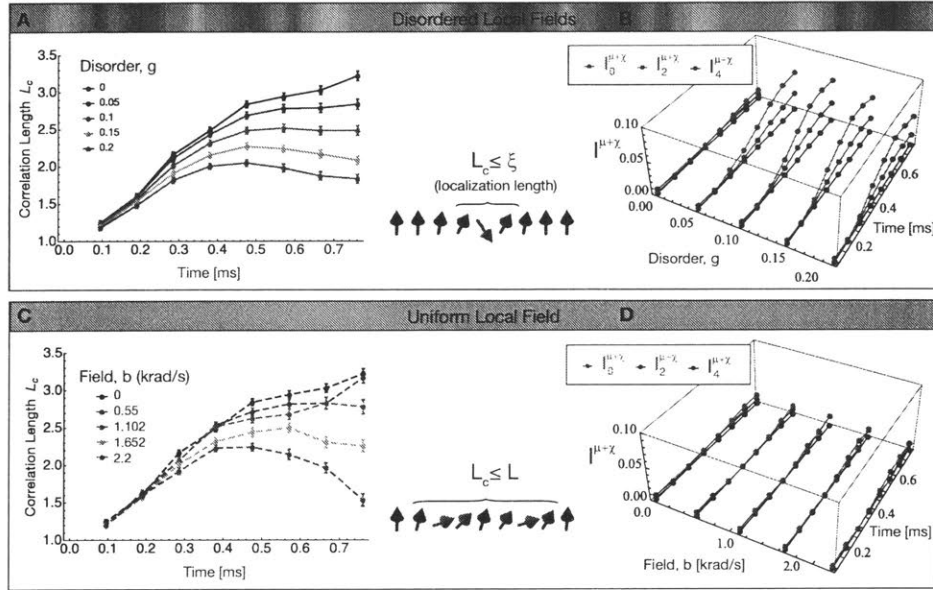 A
Disordered Local Fields
B
Correlation Length L_c
3.5
3.0
2.5
2.0
1.5
1.0
Disorder, g
0
0.05
0.1
0.15
0.2
0.0 0.1 0.2 0.3 0.4 0.5 0.6 0.7
Time [ms]
L_c ≤ ξ
(localization length)
I_0^{μ+χ} I_2^{μ+χ} I_4^{μ-χ}
I^{μ+χ}
0.10
0.05
0.00
0.00 0.05 0.10 0.15 0.20
Disorder, g
0.2 0.4 0.6
Time [ms]
C
Uniform Local Field
D
Correlation Length L_c
3.5
3.0
2.5
2.0
1.5
1.0
Field, b (krad/s)
0
0.55
1.102
1.652
2.2
0.0 0.1 0.2 0.3 0.4 0.5 0.6 0.7
Time [ms]
L_c ≤ L
I_0^{μ+χ} I_2^{μ-χ} I_4^{μ+χ}
I^{μ+χ}
0.10
0.05
0.00
0.0 1.0 2.0
Field, b [krad/s]
0.2 0.4 0.6
Time [ms]